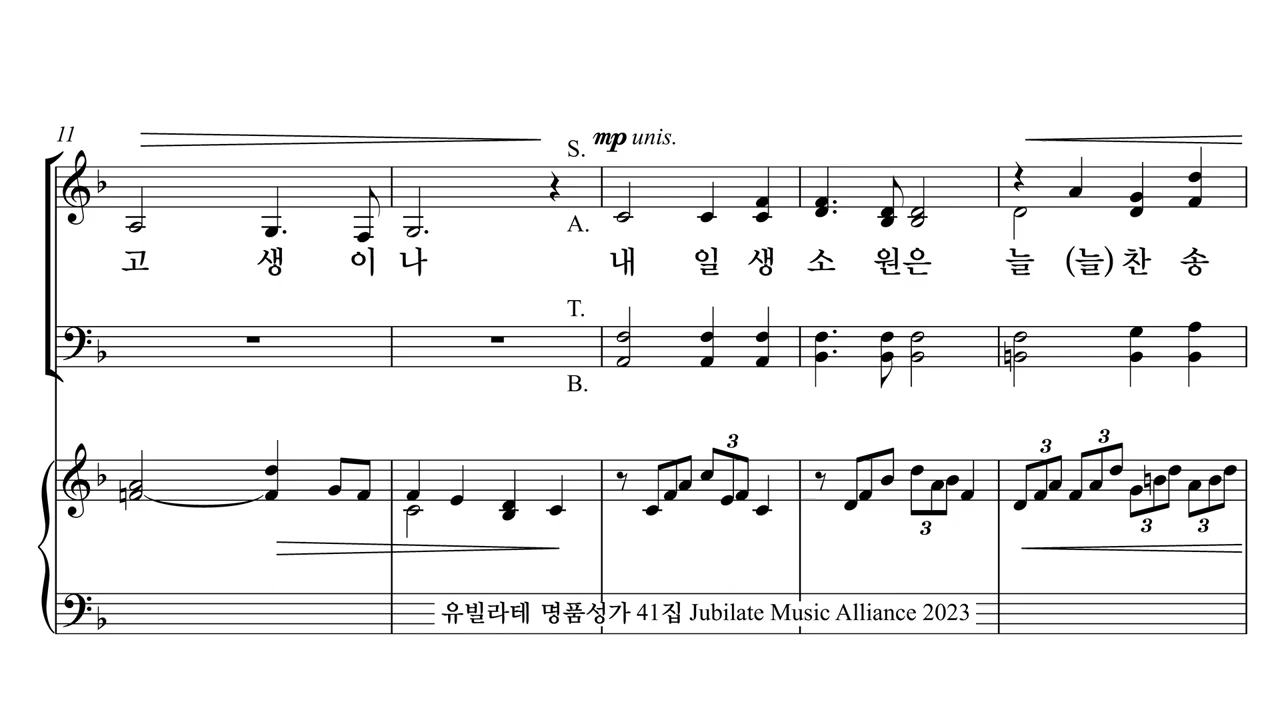 11
mp unis.
S.
A.
고 생 이 나 내 일 생 소 원은 늘 (늘) 찬 송
T.
B.
3 3 3
3 3 3
유빌라테 명품성가 41집 Jubilate Music Alliance 2023